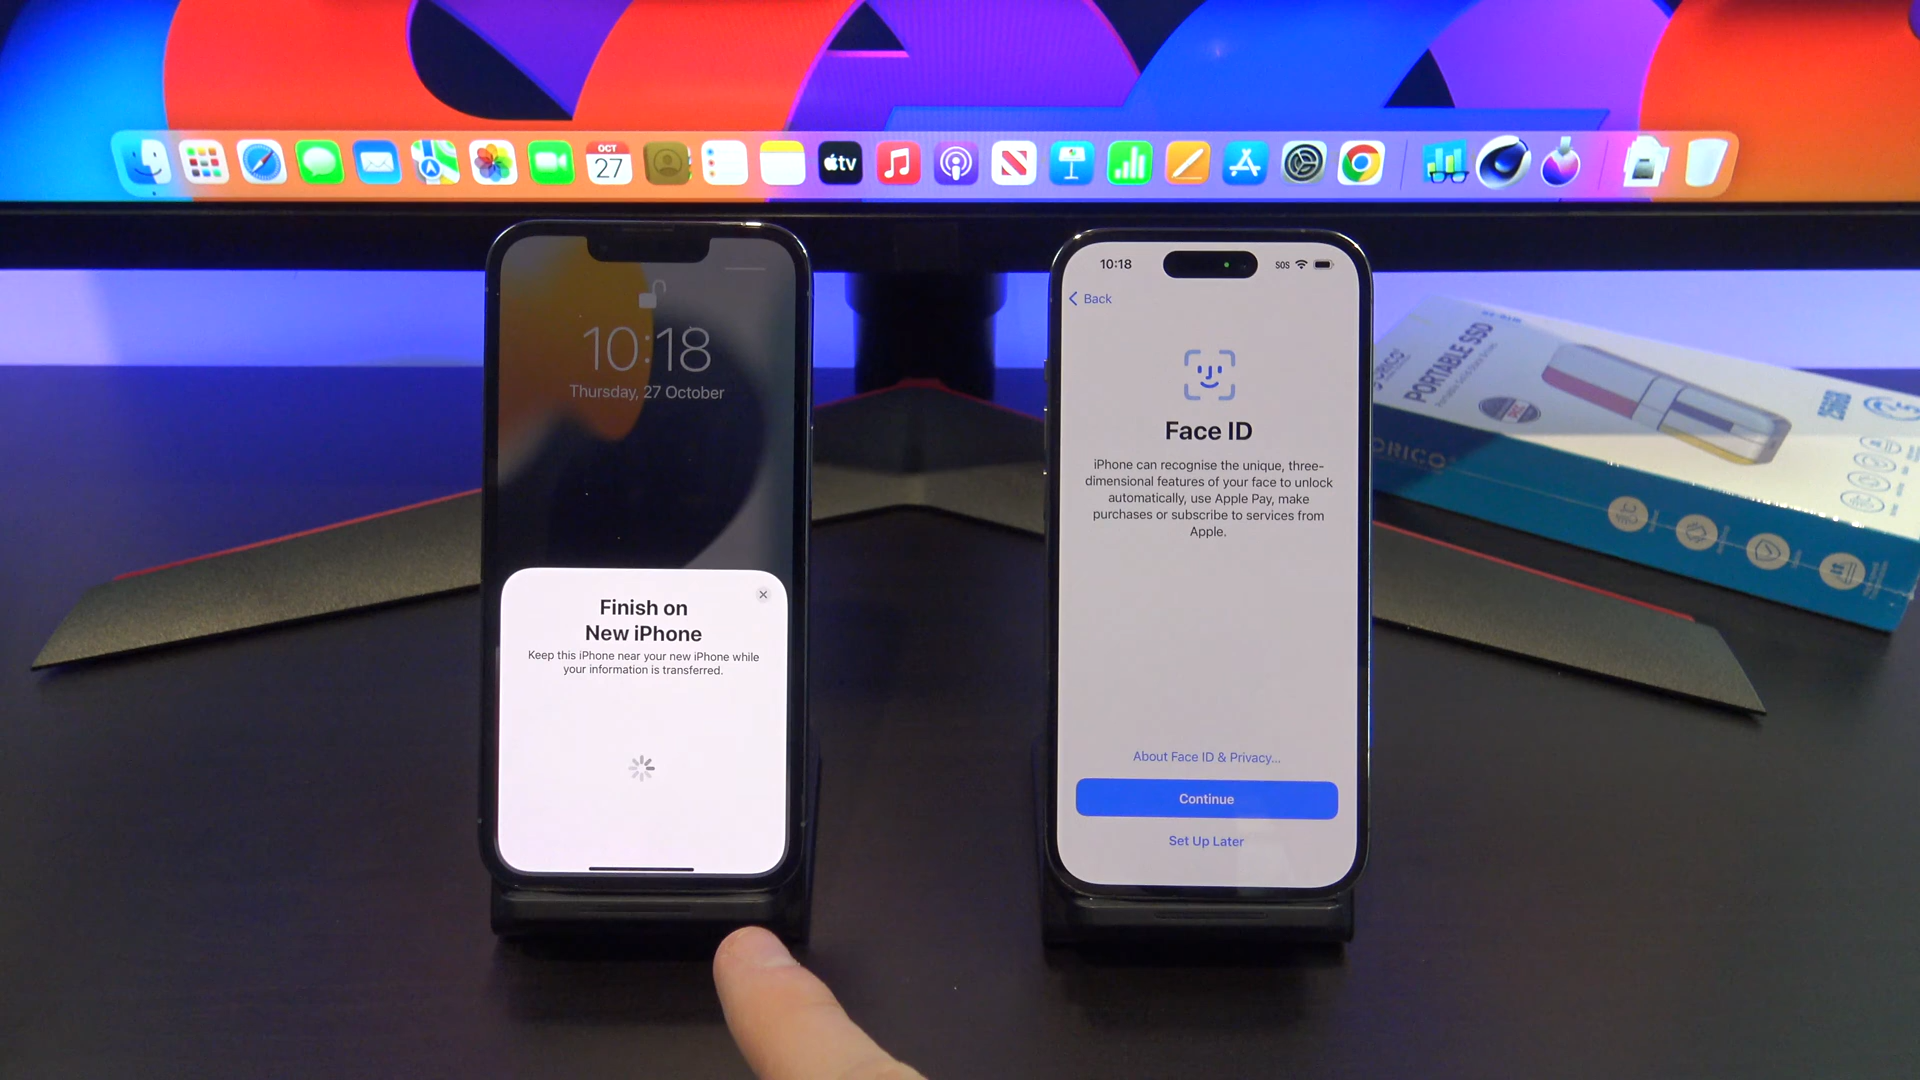 OCT
27
tv
10:18
Thursday, 27 October
Finish on
New iPhone
Keep this iPhone near your new iPhone while
your information is transferred.
10:18
SOS
Back
Face ID
iPhone can recognise the unique, three-
dimensional features of your face to unlock
automatically, use Apple Pay, make
purchases or subscribe to services from
Apple.
About Face ID & Privacy...
Continue
Set Up Later
ORICO
PORTABLE SSD
256GB
ORICO